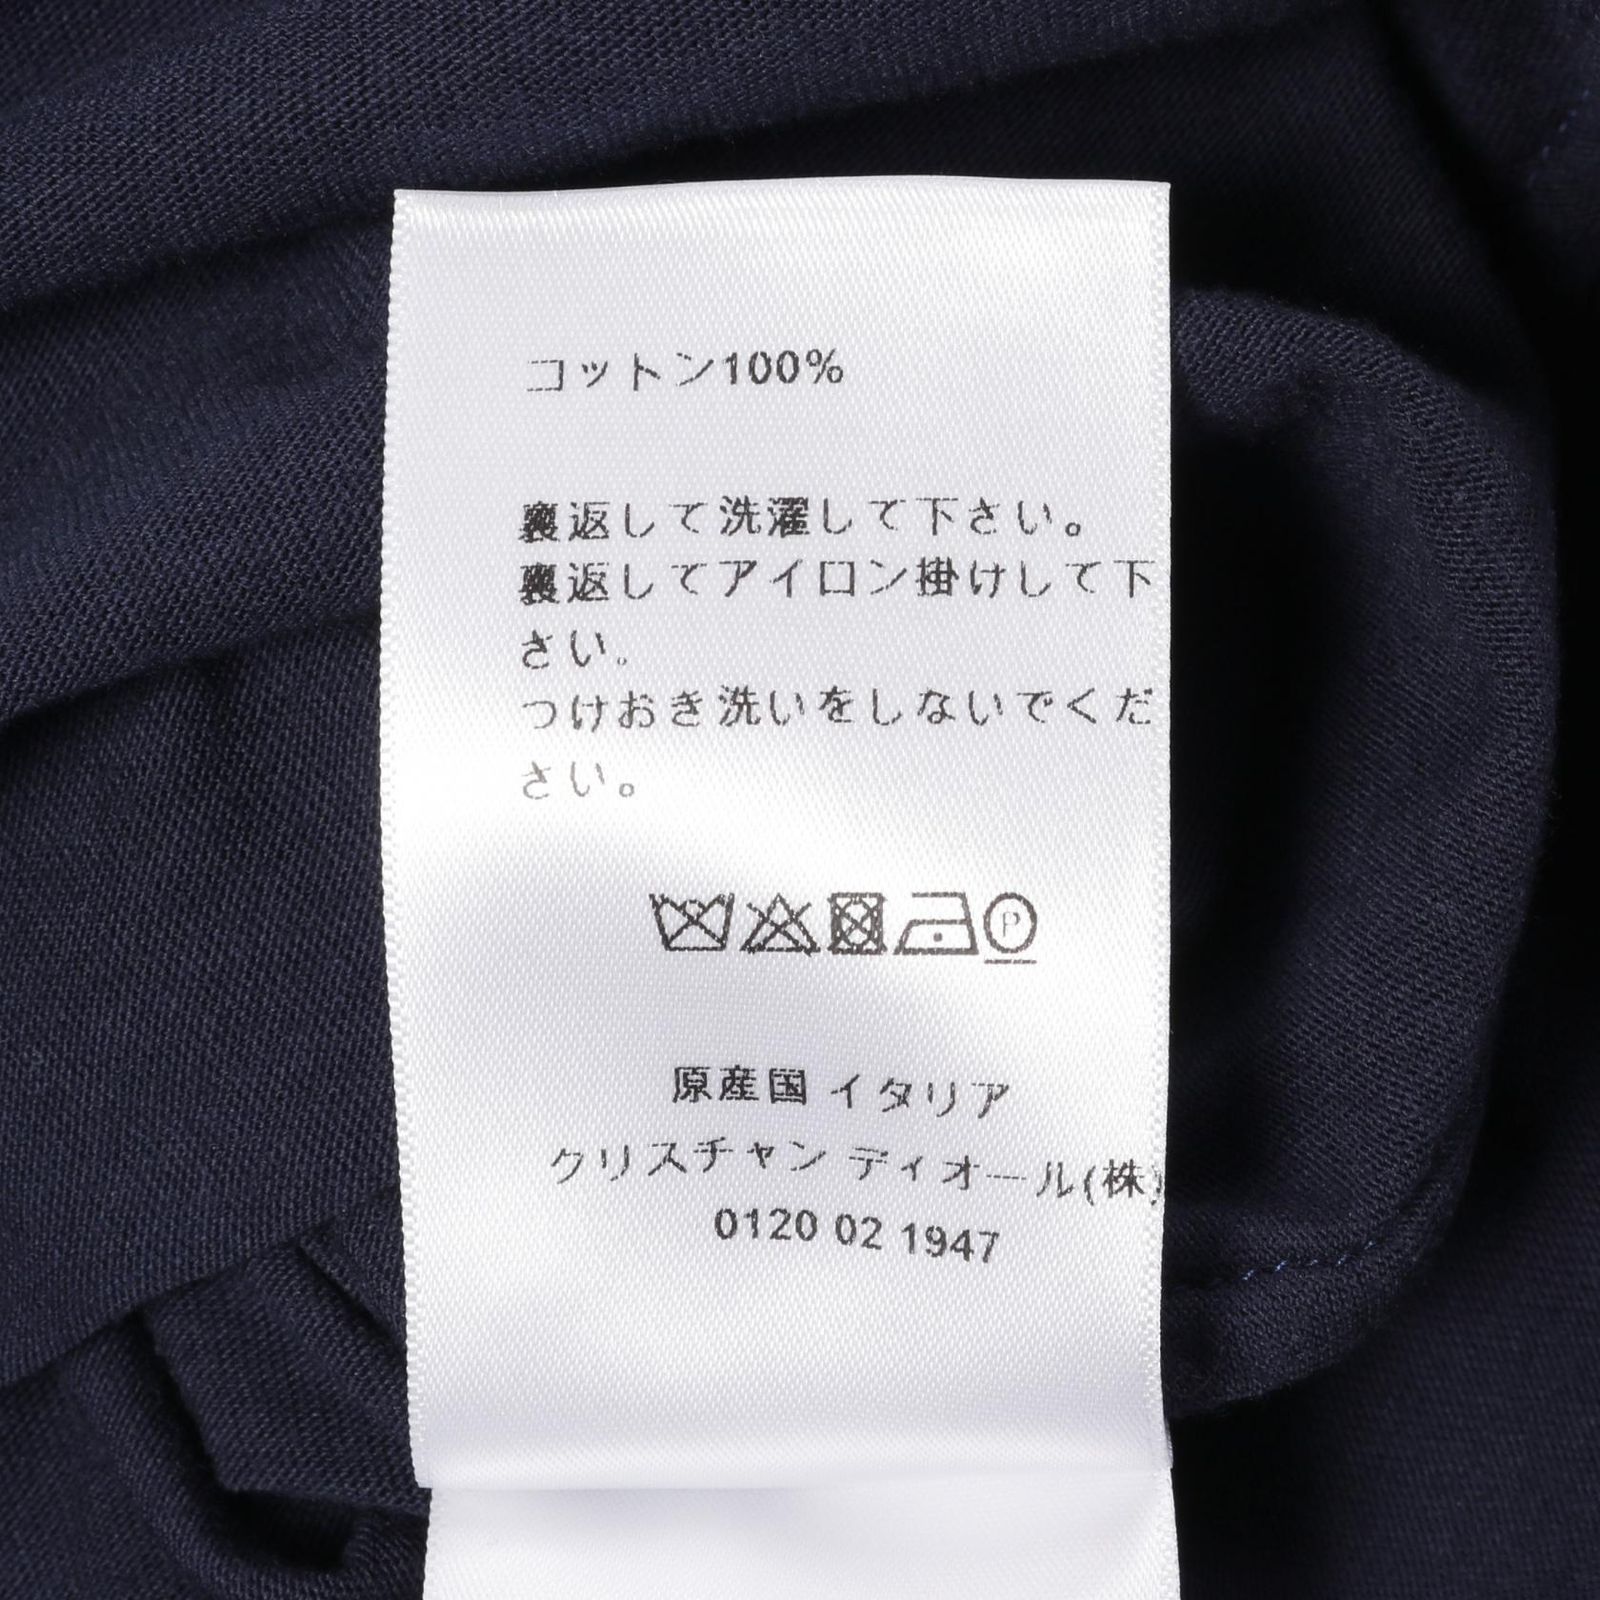 コットン100%
裏返して洗濯して下さい。
裏返してアイロン掛けして下
さい。
つけおき洗いをしないでくだ
さい。
P
原産国 イタリア
クリスチャン ディオール(株)
0120 02 1947